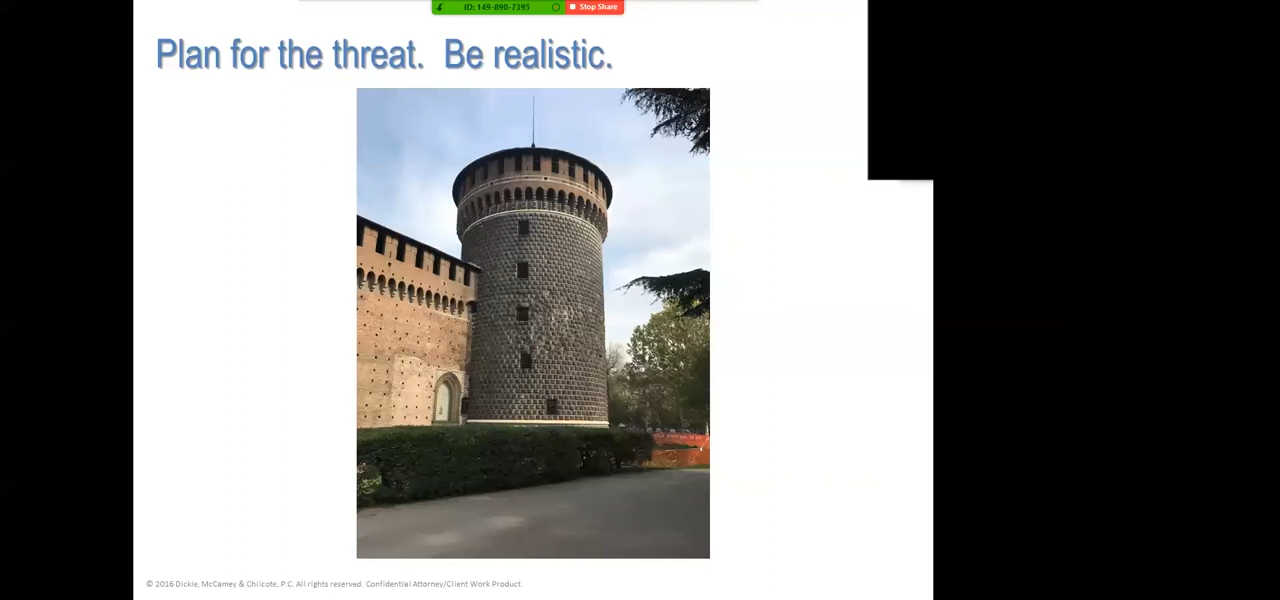 ID: 149-890-7395
Stop Share
Plan for the threat. Be realistic.
© 2016 Dickie, McCamey & Chilcote, P.C. All rights reserved. Confidential Attorney/Client Work Product.